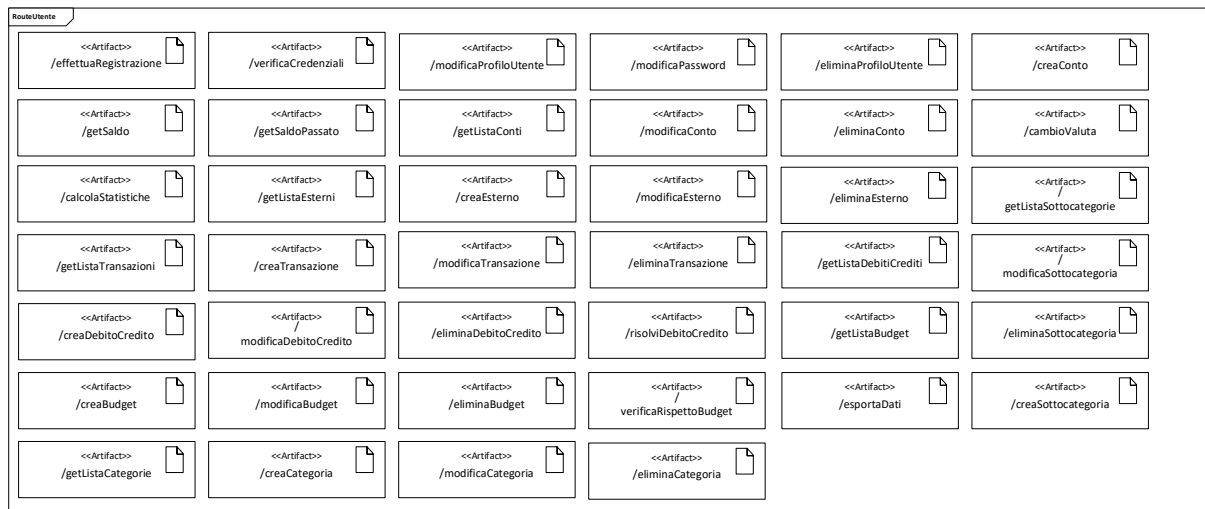 RouteUtente
<<Artifact>>
/effettuaRegistrazione
<<Artifact>>
/verificaCredenziali
<<Artifact>>
/modificaProfiloUtente
<<Artifact>>
/modificaPassword
<<Artifact>>
/eliminaProfiloUtente
<<Artifact>>
/creaConto
<<Artifact>>
/getSaldo
<<Artifact>>
/getSaldoPassato
<<Artifact>>
/getListaConti
<<Artifact>>
/modificaConto
<<Artifact>>
/eliminaConto
<<Artifact>>
/cambioValuta
<<Artifact>>
/calcolaStatistiche
<<Artifact>>
/getListaEsterni
<<Artifact>>
/creaEsterno
<<Artifact>>
/modificaEsterno
<<Artifact>>
/eliminaEsterno
<<Artifact>>
/
getListaSottocategorie
<<Artifact>>
/getListaTransazioni
<<Artifact>>
/creaTransazione
<<Artifact>>
/modificaTransazione
<<Artifact>>
/eliminaTransazione
<<Artifact>>
/getListaDebitiCrediti
<<Artifact>>
/
modificaSottocategoria
<<Artifact>>
/creaDebitoCredito
<<Artifact>>
/
modificaDebitoCredito
<<Artifact>>
/eliminaDebitoCredito
<<Artifact>>
/risolviDebitoCredito
<<Artifact>>
/getListaBudget
<<Artifact>>
/eliminaSottocategoria
<<Artifact>>
/creaBudget
<<Artifact>>
/modificaBudget
<<Artifact>>
/eliminaBudget
<<Artifact>>
/
verificaRispettoBudget
<<Artifact>>
/esportaDati
<<Artifact>>
/creaSottocategoria
<<Artifact>>
/getListaCategorie
<<Artifact>>
/creaCategoria
<<Artifact>>
/modificaCategoria
<<Artifact>>
/eliminaCategoria